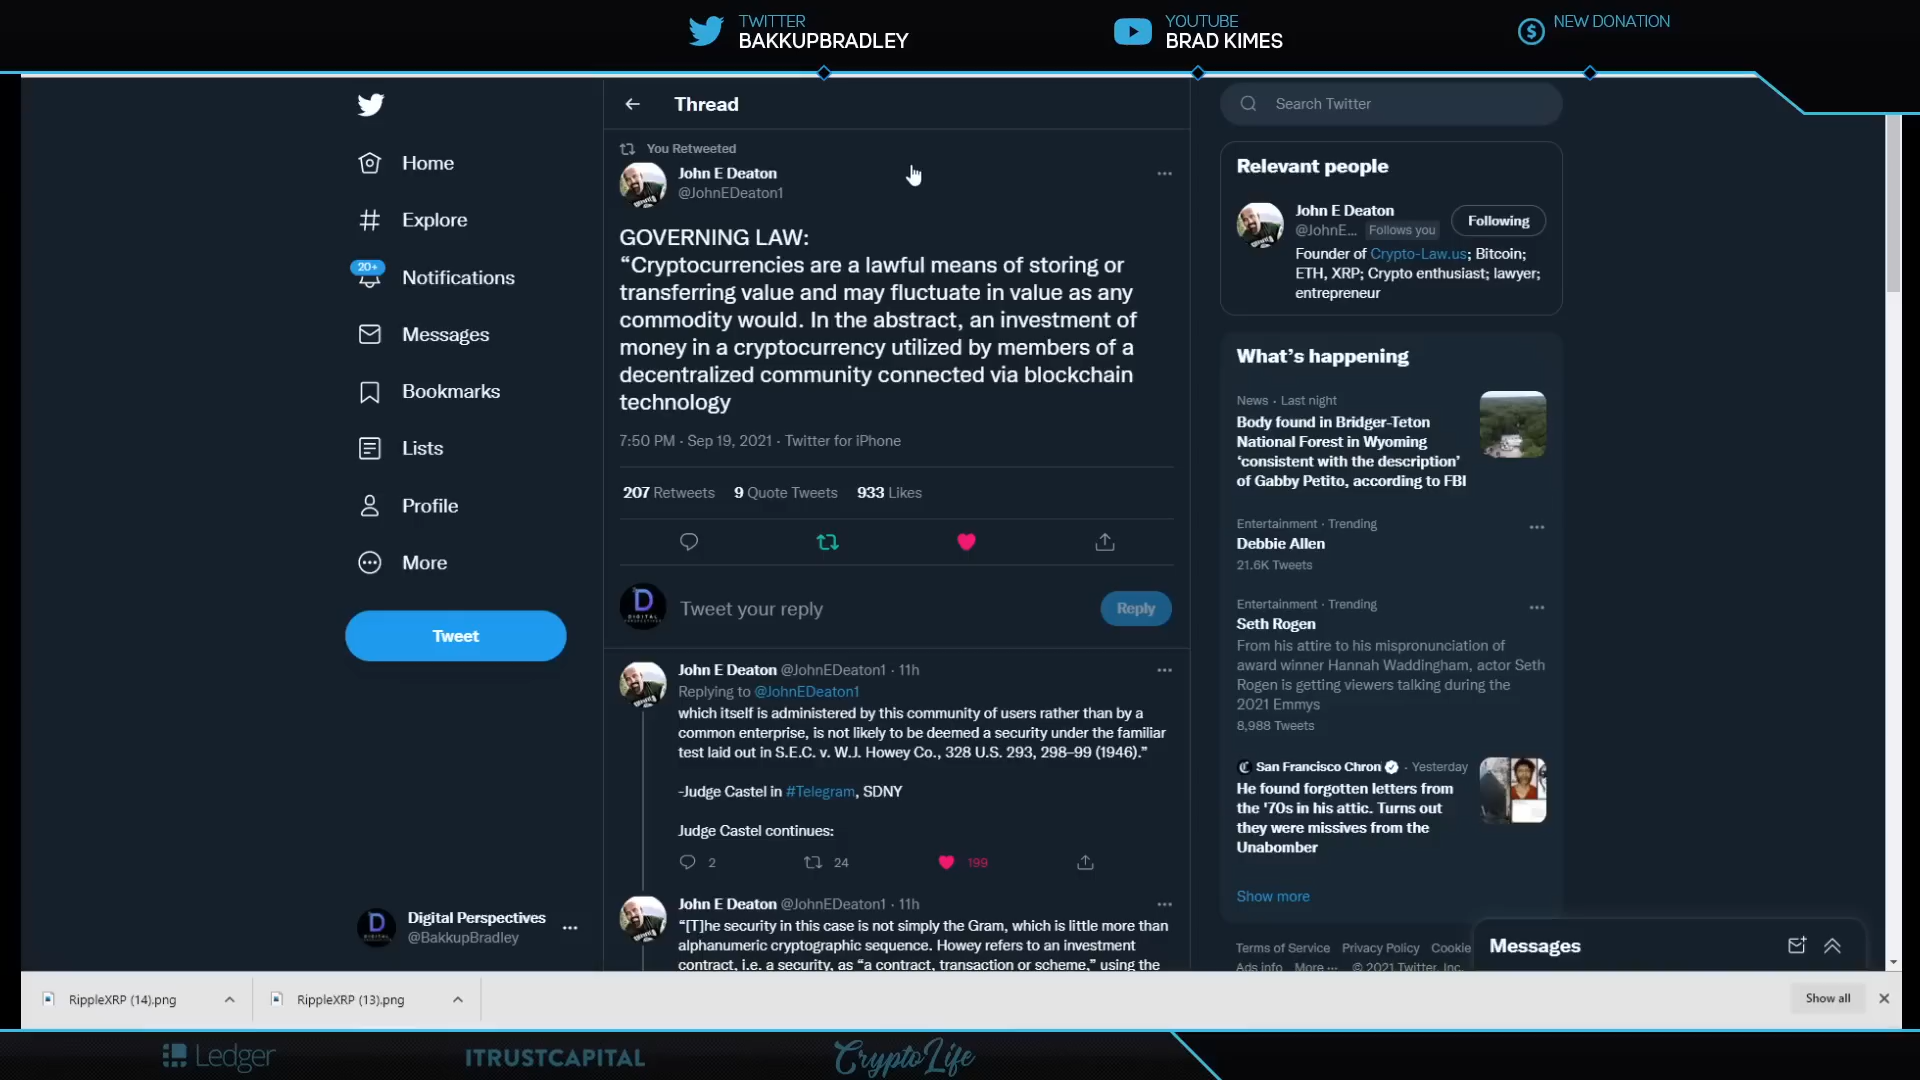 TWITTER
BAKKUPBRADLEY
YOUTUBE
BRAD KIMES
NEW DONATION
Home
Explore
20+
Notifications
Messages
Bookmarks
Lists
Profile
More
Tweet
Digital Perspectives
@BakkupBradley
Thread
You Retweeted
John E Deaton
@JohnEDeaton1
GOVERNING LAW:
“Cryptocurrencies are a lawful means of storing or
transferring value and may fluctuate in value as any
commodity would. In the abstract, an investment of
money in a cryptocurrency utilized by members of a
decentralized community connected via blockchain
technology
7:50 PM · Sep 19, 2021 · Twitter for iPhone
207 Retweets 9 Quote Tweets 933 Likes
D
DIGITAL
Tweet your reply
Reply
John E Deaton @JohnEDeaton1 · 11h
Replying to @JohnEDeaton1
which itself is administered by this community of users rather than by a
common enterprise, is not likely to be deemed a security under the familiar
test laid out in S.E.C. v. W.J. Howey Co., 328 U.S. 293, 298–99 (1946).”
-Judge Castel in #Telegram, SDNY
Judge Castel continues:
2 24 199
John E Deaton @JohnEDeaton1 · 11h
“[T]he security in this case is not simply the Gram, which is little more than
alphanumeric cryptographic sequence. Howey refers to an investment
contract, i.e. a security, as “a contract, transaction or scheme,” using the
Search Twitter
Relevant people
John E Deaton
@JohnE... Follows you
Following
Founder of Crypto-Law.us; Bitcoin;
ETH, XRP; Crypto enthusiast; lawyer;
entrepreneur
What’s happening
News · Last night
Body found in Bridger-Teton
National Forest in Wyoming
‘consistent with the description’
of Gabby Petito, according to FBI
Entertainment · Trending
Debbie Allen
21.6K Tweets
Entertainment · Trending
Seth Rogen
From his attire to his mispronunciation of
award winner Hannah Waddingham, actor Seth
Rogen is getting viewers talking during the
2021 Emmys
8,988 Tweets
San Francisco Chron · Yesterday
He found forgotten letters from
the '70s in his attic. Turns out
they were missives from the
Unabomber
Show more
Terms of Service Privacy Policy Cookie
Ads info More ··· © 2021 Twitter, Inc.
Messages
RippleXRP (14).png
RippleXRP (13).png
Show all
Ledger
ITRUSTCAPITAL
CryptoLife